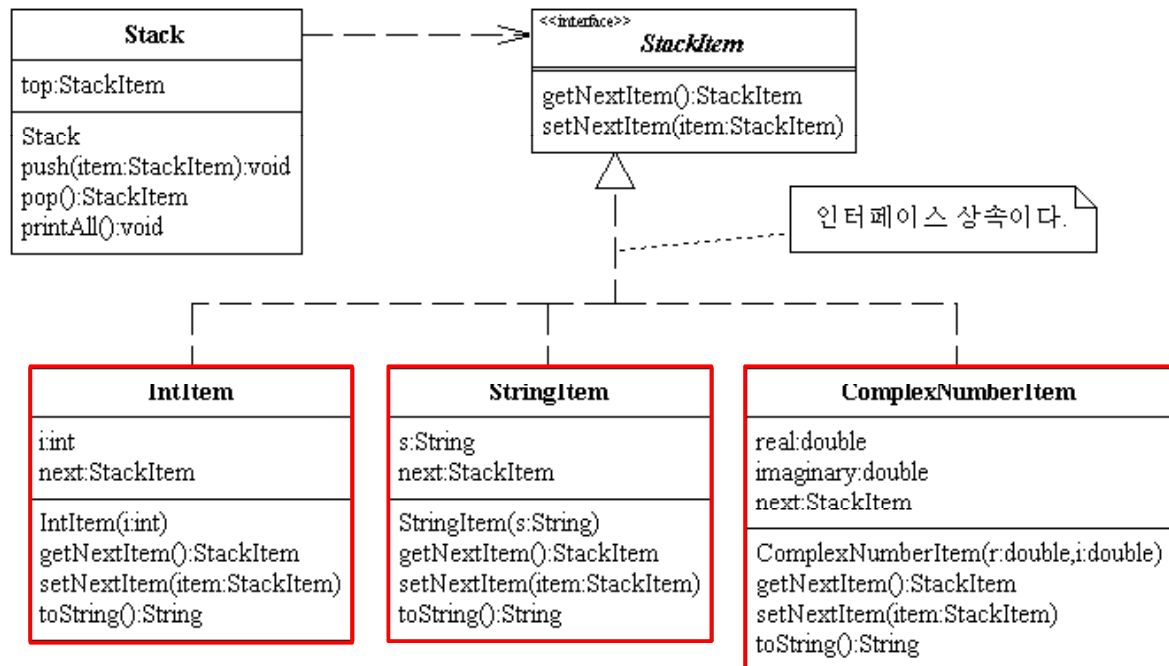 Stack
top:StackItem
Stack
push(item:StackItem):void
pop():StackItem
printAll():void
<<interface>>
StackItem
getNextItem():StackItem
setNextItem(item:StackItem)
인터페이스 상속이다.
IntItem
i:int
next:StackItem
IntItem(i:int)
getNextItem():StackItem
setNextItem(item:StackItem)
toString():String
StringItem
s:String
next:StackItem
StringItem(s:String)
getNextItem():StackItem
setNextItem(item:StackItem)
toString():String
ComplexNumberItem
real:double
imaginary:double
next:StackItem
ComplexNumberItem(r:double,i:double)
getNextItem():StackItem
setNextItem(item:StackItem)
toString():String